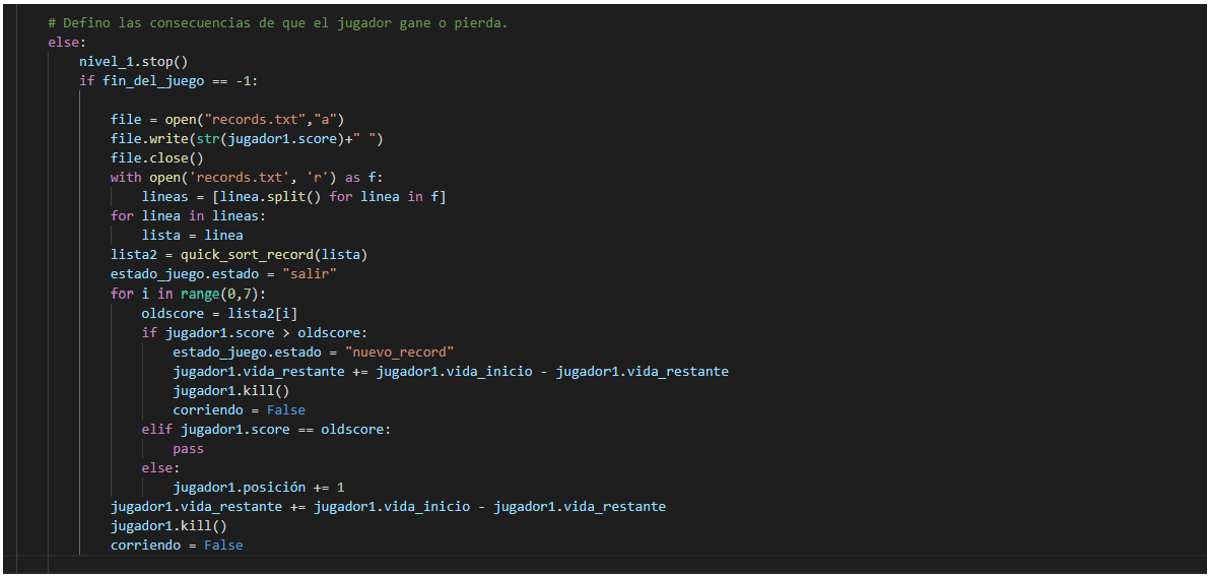 # Defino las consecuencias de que el jugador gane o pierda.
else:
nivel_1.stop()
if fin_del_juego == -1:
file = open("records.txt","a")
file.write(str(jugador1.score)+" ")
file.close()
with open('records.txt', 'r') as f:
lineas = [linea.split() for linea in f]
for linea in lineas:
lista = linea
lista2 = quick_sort_record(lista)
estado_juego.estado = "salir"
for i in range(0,7):
oldscore = lista2[i]
if jugador1.score > oldscore:
estado_juego.estado = "nuevo_record"
jugador1.vida_restante += jugador1.vida_inicio - jugador1.vida_restante
jugador1.kill()
corriendo = False
elif jugador1.score == oldscore:
pass
else:
jugador1.posición += 1
jugador1.vida_restante += jugador1.vida_inicio - jugador1.vida_restante
jugador1.kill()
corriendo = False